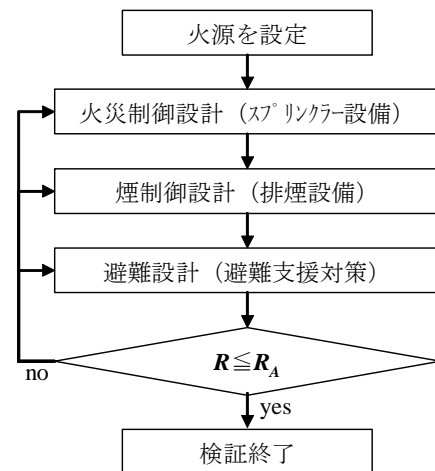 火源を設定
火災制御設計（ｽﾌﾟﾘﾝｸﾗｰ設備）
煙制御設計（排煙設備）
避難設計（避難支援対策）
R≦R_A
no
yes
検証終了